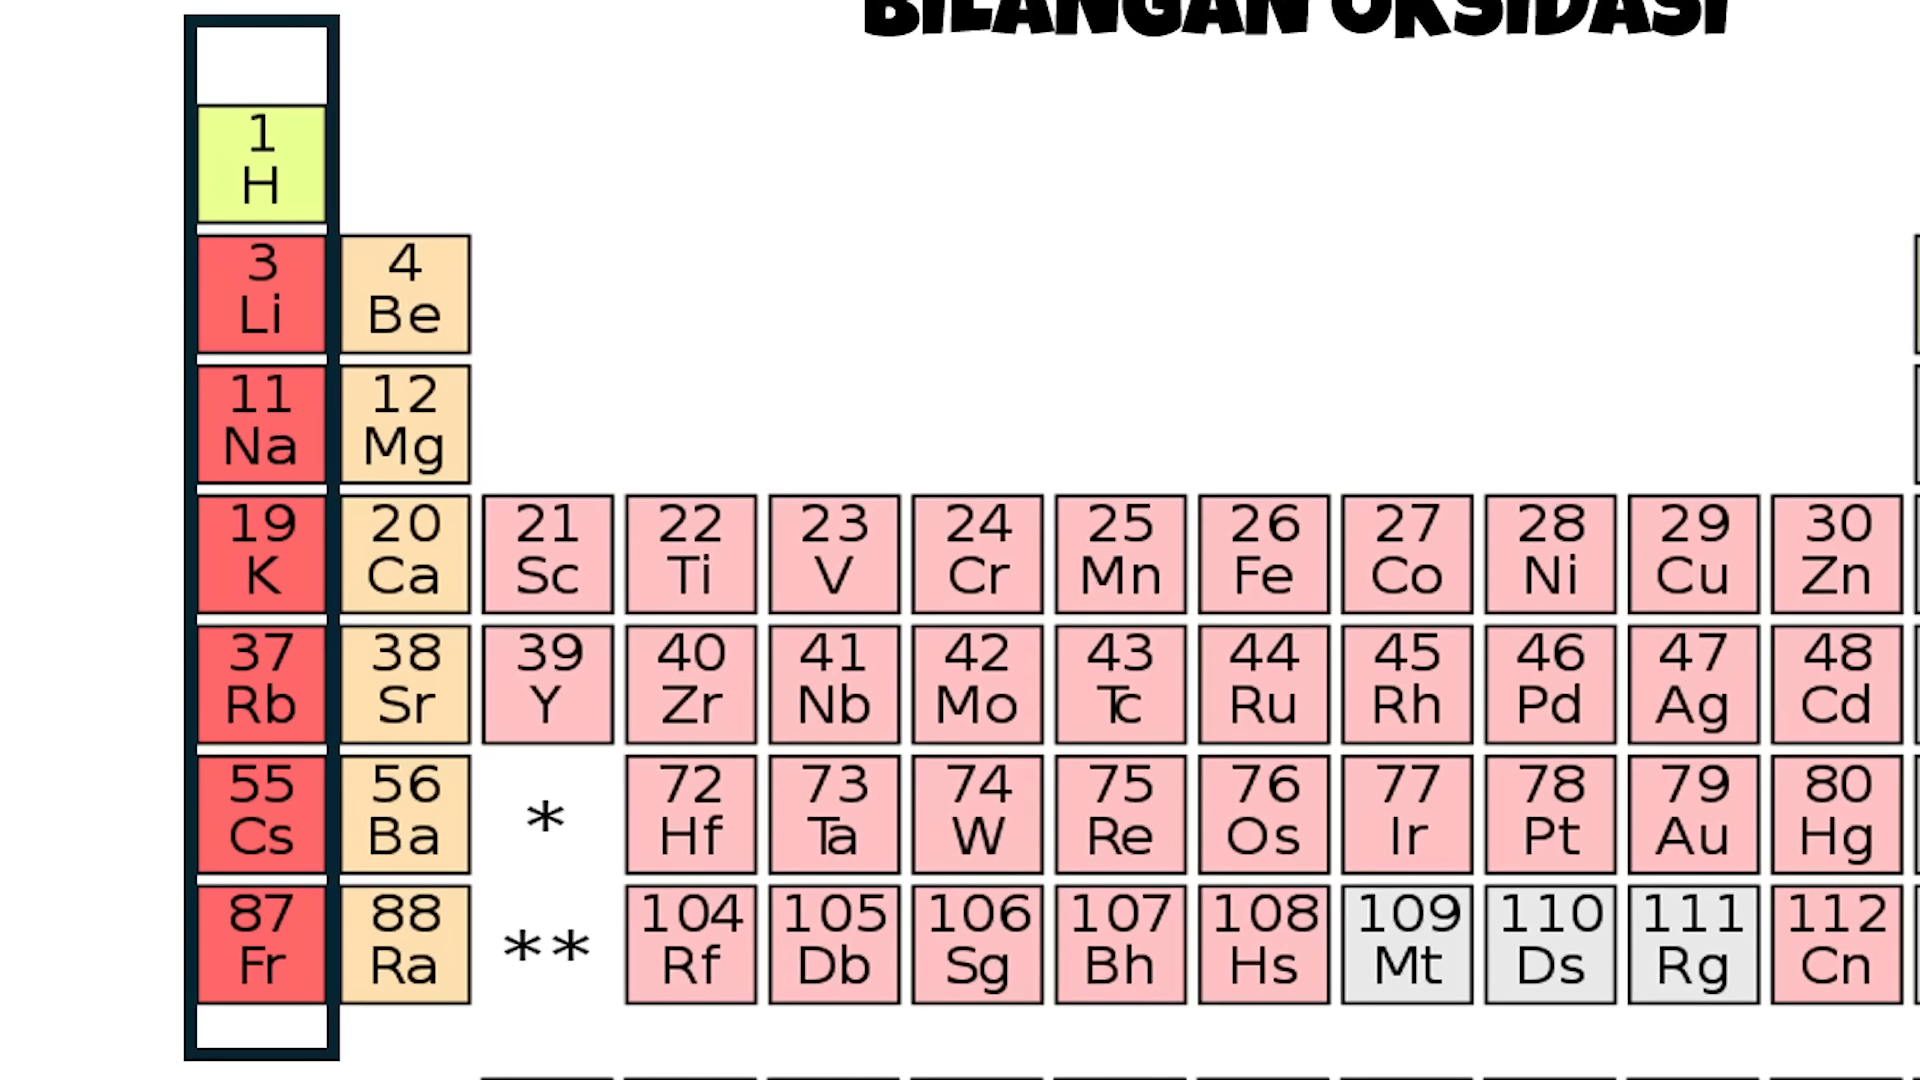 BILANGAN OKSIDASI
1
H
3 4
Li Be
11 12
Na Mg
19 20 21 22 23 24 25 26 27 28 29 30
K Ca Sc Ti V Cr Mn Fe Co Ni Cu Zn
37 38 39 40 41 42 43 44 45 46 47 48
Rb Sr Y Zr Nb Mo Tc Ru Rh Pd Ag Cd
55 56 72 73 74 75 76 77 78 79 80
Cs Ba * Hf Ta W Re Os Ir Pt Au Hg
87 88 104 105 106 107 108 109 110 111 112
Fr Ra ** Rf Db Sg Bh Hs Mt Ds Rg Cn